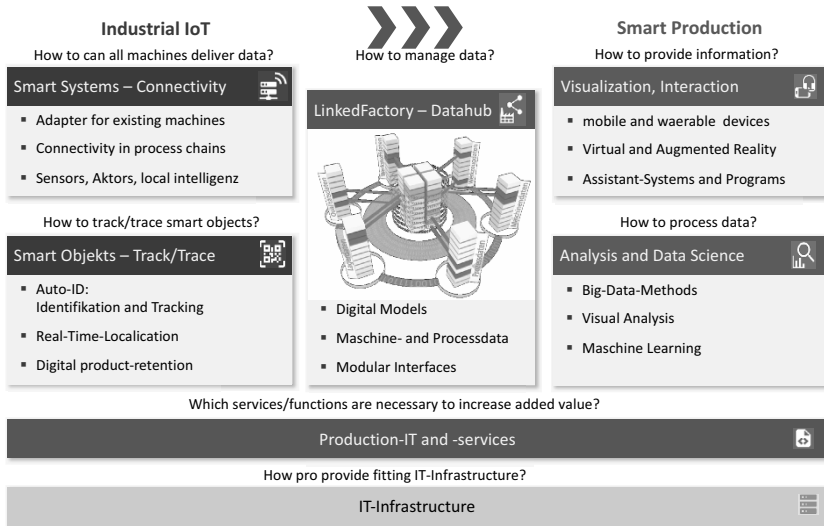 Industrial IoT
How to can all machines deliver data?
Smart Systems – Connectivity
▪ Adapter for existing machines
▪ Connectivity in process chains
▪ Sensors, Aktors, local intelligenz
How to track/trace smart objects?
Smart Objekts – Track/Trace
▪ Auto-ID:
Identifikation and Tracking
▪ Real-Time-Localication
▪ Digital product-retention
How to manage data?
LinkedFactory – Datahub
▪ Digital Models
▪ Maschine- and Processdata
▪ Modular Interfaces
Smart Production
How to provide information?
Visualization, Interaction
▪ mobile and waerable devices
▪ Virtual and Augmented Reality
▪ Assistant-Systems and Programs
How to process data?
Analysis and Data Science
▪ Big-Data-Methods
▪ Visual Analysis
▪ Maschine Learning
Which services/functions are necessary to increase added value?
Production-IT and -services
How pro provide fitting IT-Infrastructure?
IT-Infrastructure